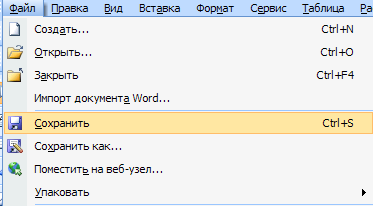 Файл Правка Вид Вставка Формат Сервис Таблица Ра
Создать... Ctrl+N
Открыть... Ctrl+O
Закрыть Ctrl+F4
Импорт документа Word...
Сохранить Ctrl+S
Сохранить как...
Поместить на веб-узел...
Упаковать